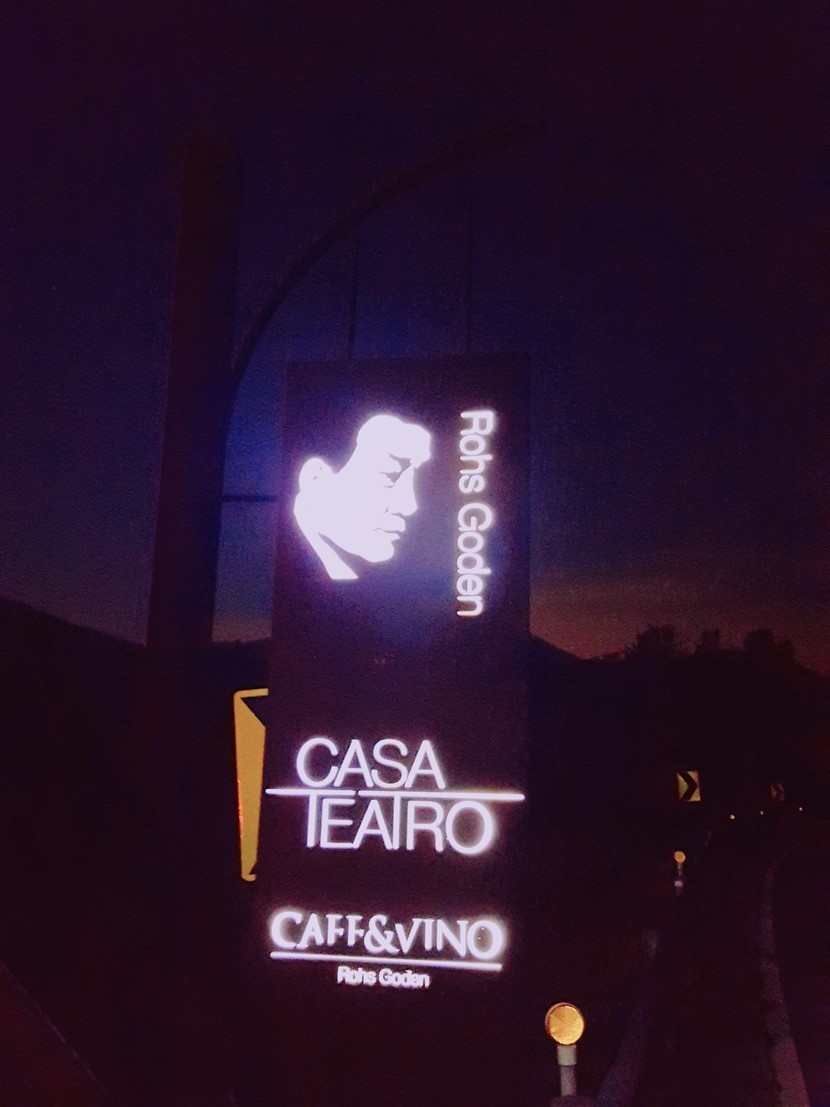 Rohs Goden
CASA
TEATRO
CAFF&VINO
Rohs Goden